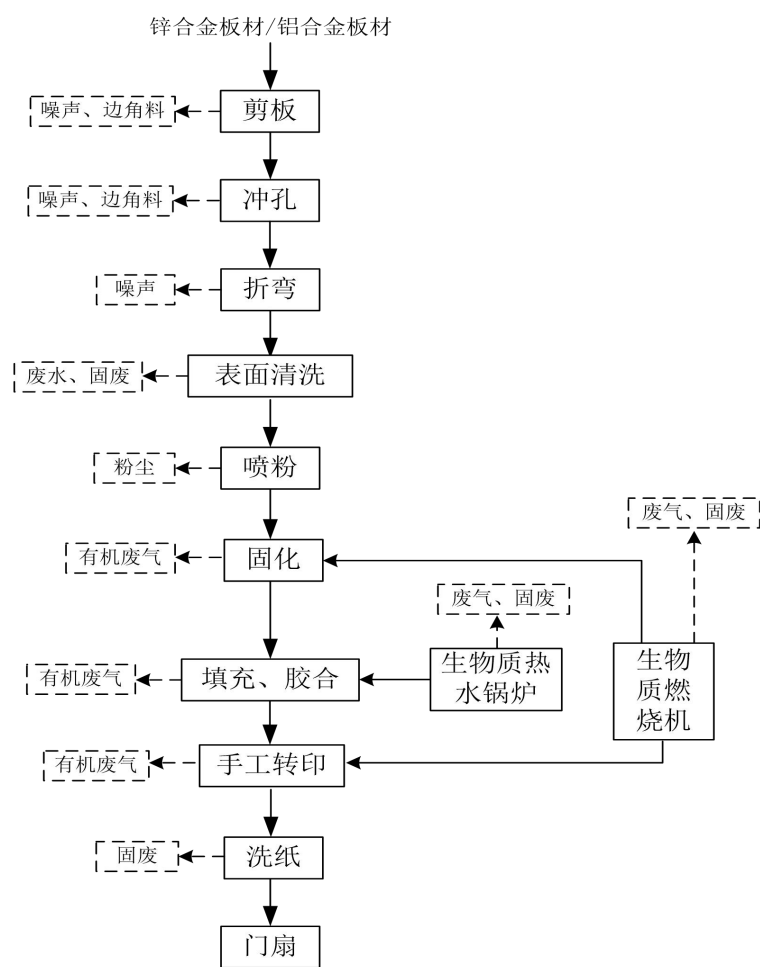 锌合金板材/铝合金板材
噪声、边角料
剪板
噪声、边角料
冲孔
噪声
折弯
废水、固废
表面清洗
粉尘
喷粉
废气、固废
有机废气
固化
废气、固废
有机废气
填充、胶合
生物质热
水锅炉
生物
质燃
烧机
有机废气
手工转印
固废
洗纸
门扇